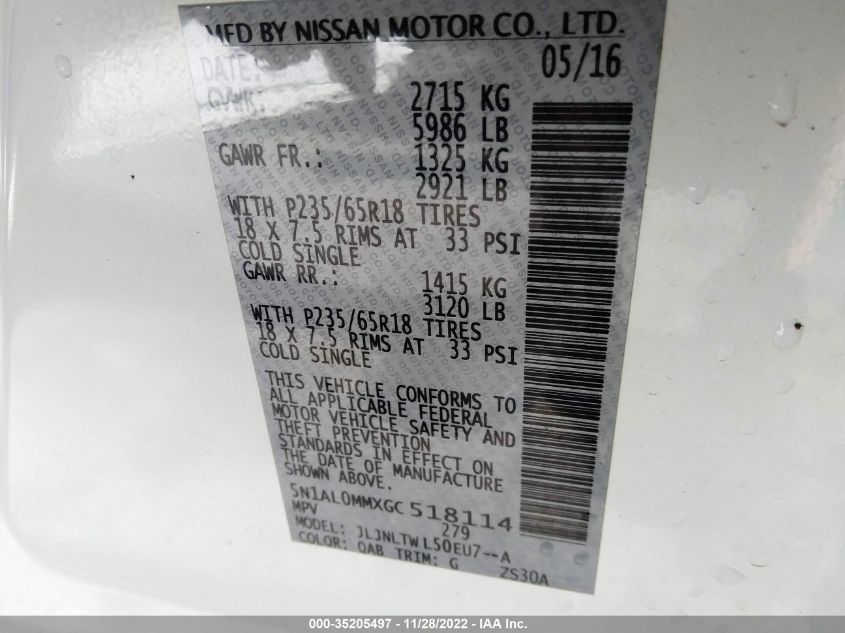 MFD BY NISSAN MOTOR CO., LTD.
DATE: 05/16
GVWR: 2715 KG
5986 LB
GAWR FR.: 1325 KG
2921 LB
WITH P235/65R18 TIRES
18 X 7.5 RIMS AT 33 PSI
COLD SINGLE
GAWR RR.: 1415 KG
3120 LB
WITH P235/65R18 TIRES
18 X 7.5 RIMS AT 33 PSI
COLD SINGLE
THIS VEHICLE CONFORMS TO
ALL APPLICABLE FEDERAL
MOTOR VEHICLE SAFETY AND
THEFT PREVENTION
STANDARDS IN EFFECT ON
THE DATE OF MANUFACTURE
SHOWN ABOVE.
5N1AL0MMXGC518114
MPV 279
MODEL: JLJNLTWL50EU7--A
COLOR: QAB TRIM: G ZS30A
000-35205497 - 11/28/2022 - IAA Inc.